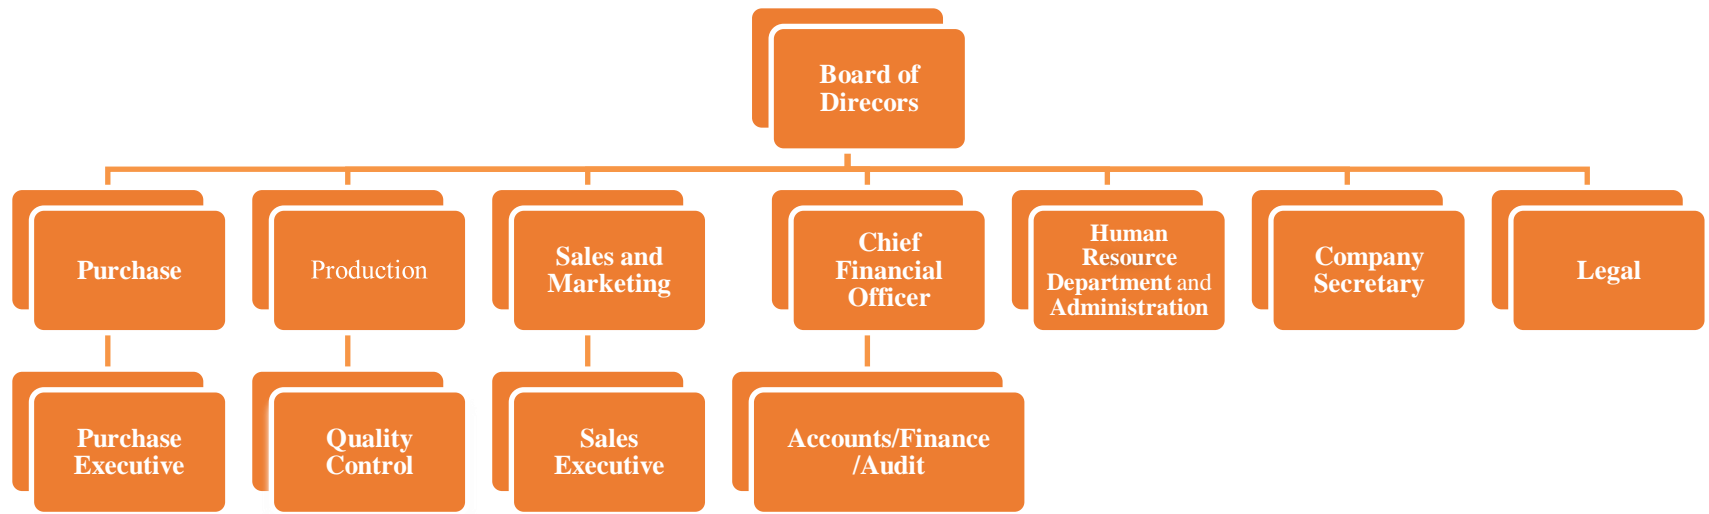 Board of
Direcors
Purchase
Production
Sales and
Marketing
Chief
Financial
Officer
Human
Resource
Department and
Administration
Company
Secretary
Legal
Purchase
Executive
Quality
Control
Sales
Executive
Accounts/Finance
/Audit